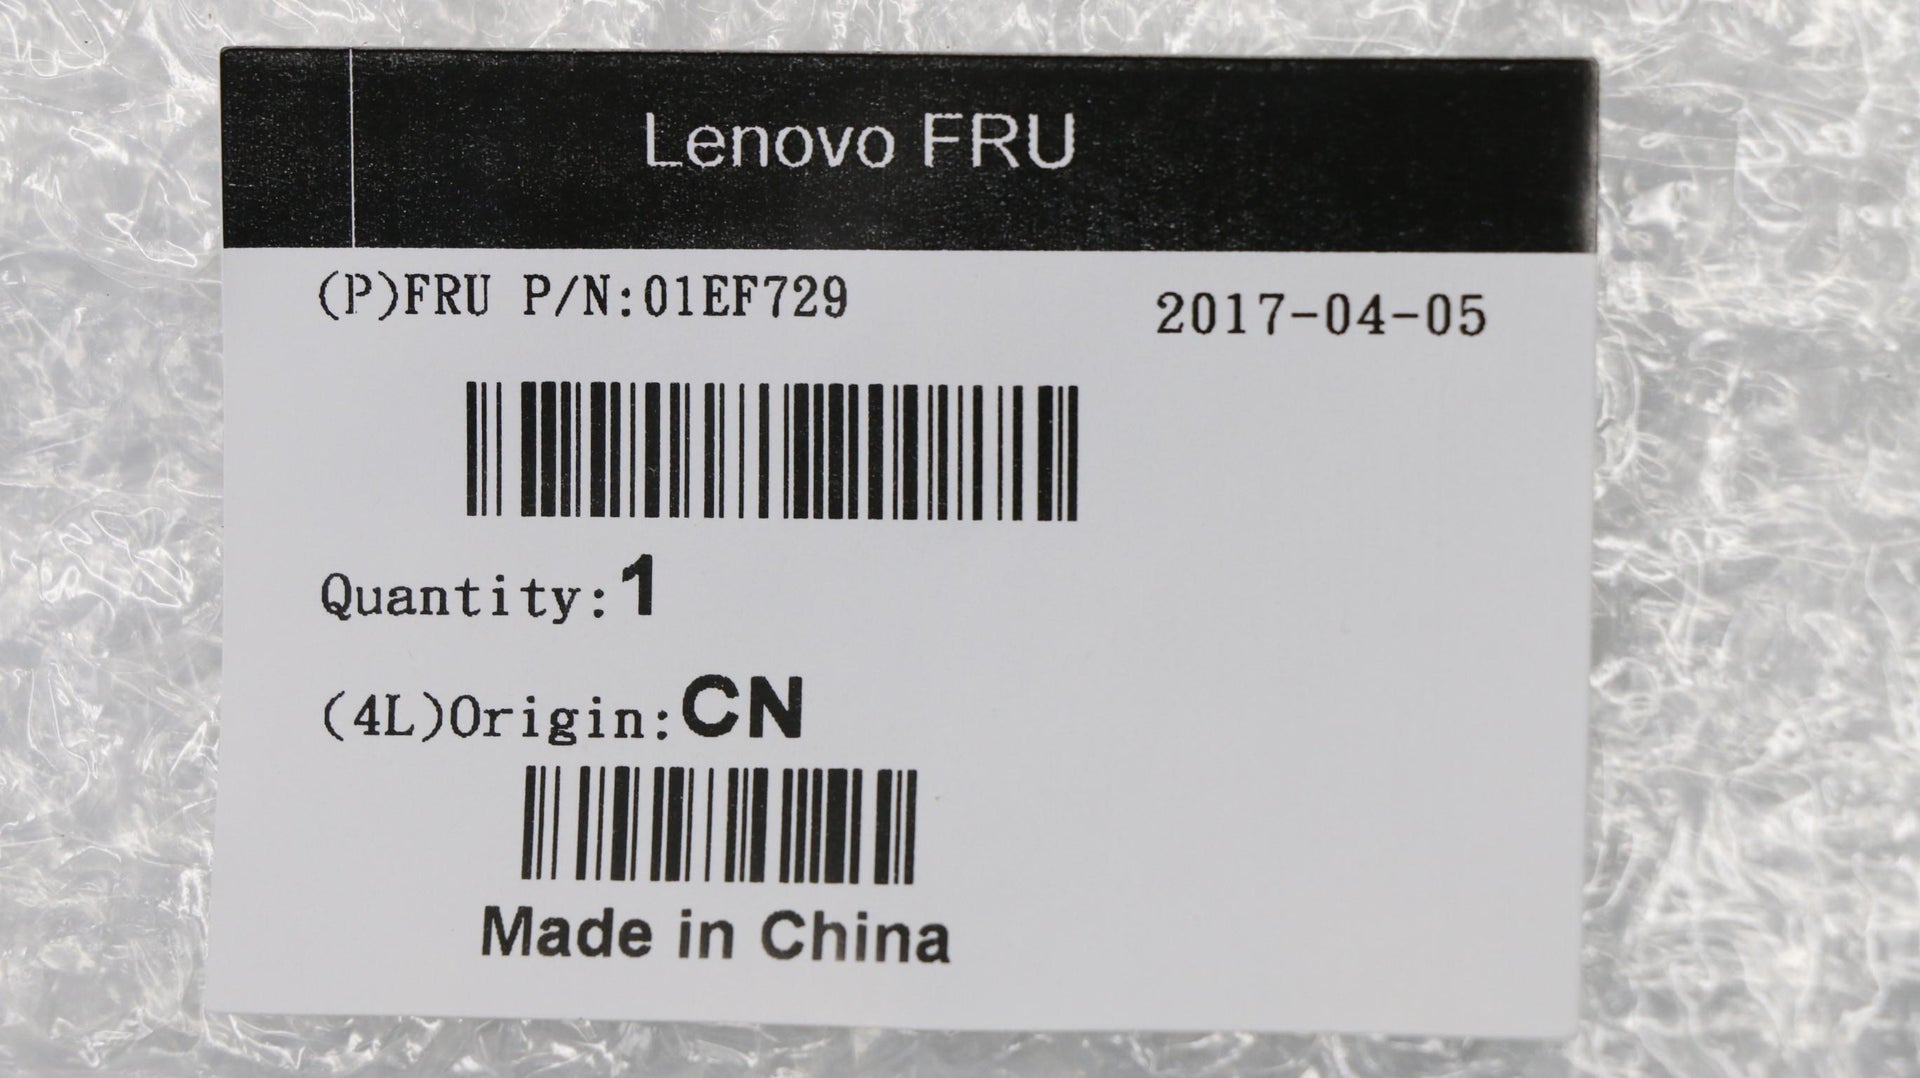 Lenovo FRU
(P)FRU P/N:01EF729 2017-04-05
Quantity:1
(4L)Origin:CN
Made in China